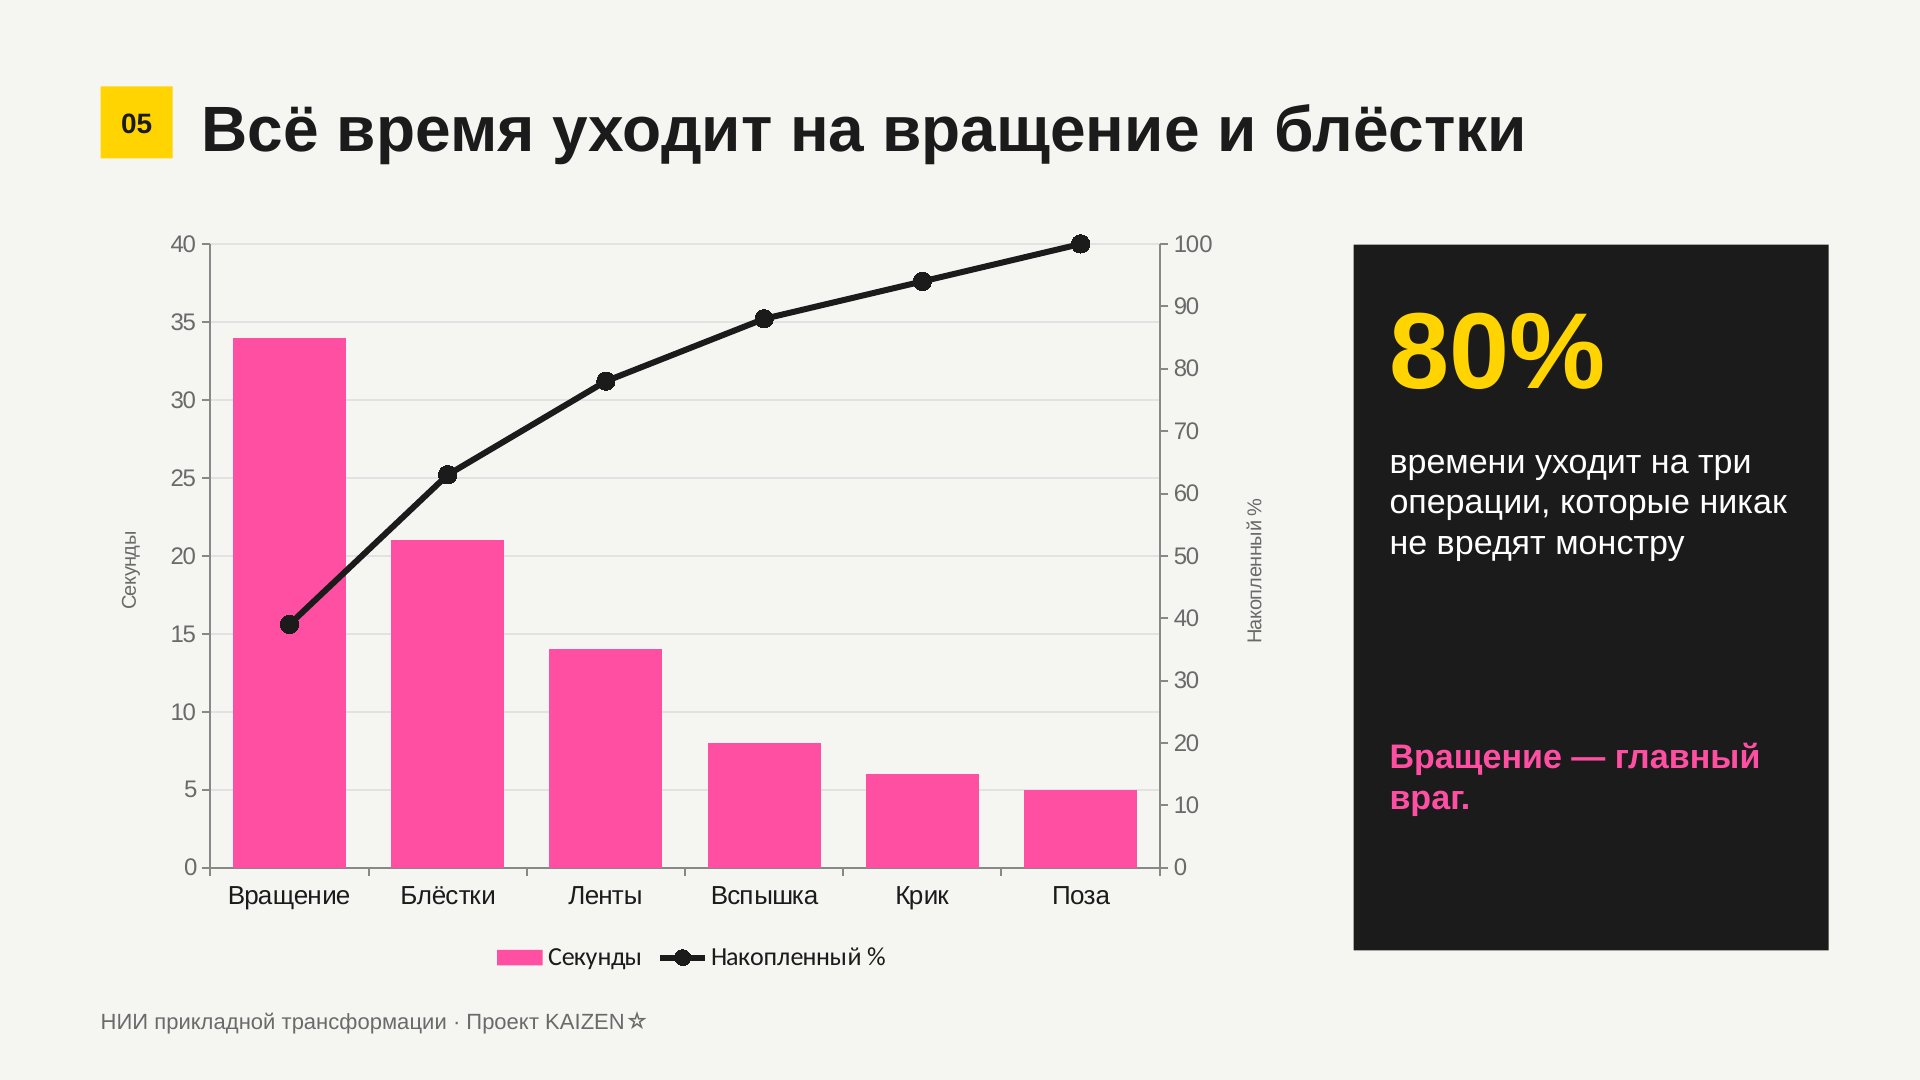 05
Всё время уходит на вращение и блёстки
40
35
30
25
20
15
10
5
0
Секунды
100
90
80
70
60
50
40
30
20
10
0
Накопленный %
Вращение Блёстки Ленты Вспышка Крик Поза
Секунды Накопленный %
80%
времени уходит на три
операции, которые никак
не вредят монстру
Вращение — главный
враг.
НИИ прикладной трансформации · Проект KAIZEN☆